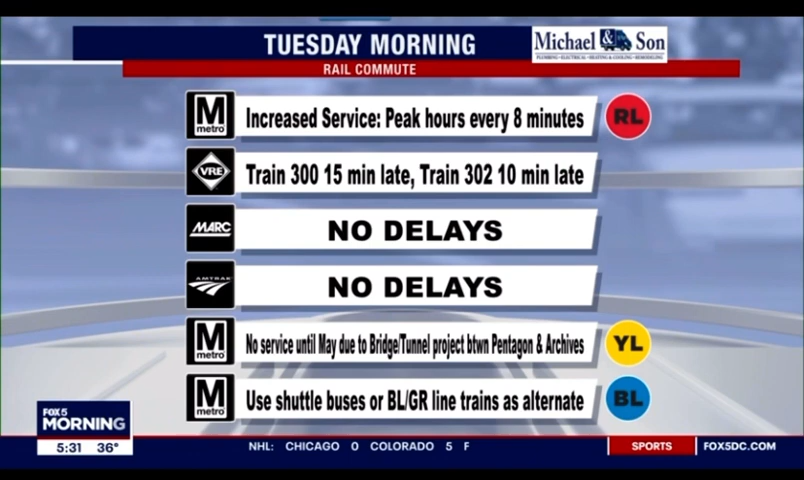 TUESDAY MORNING
Michael & Son
PLUMBING • ELECTRICAL • HEATING & COOLING • REMODELING
RAIL COMMUTE
M metro Increased Service: Peak hours every 8 minutes RL
VRE Train 300 15 min late, Train 302 10 min late
MARC NO DELAYS
AMTRAK NO DELAYS
M metro No service until May due to Bridge/Tunnel project btwn Pentagon & Archives YL
M metro Use shuttle buses or BL/GR line trains as alternate BL
FOX 5
MORNING
5:31 36°
NHL: CHICAGO 0 COLORADO 5 F
SPORTS
FOX5DC.COM